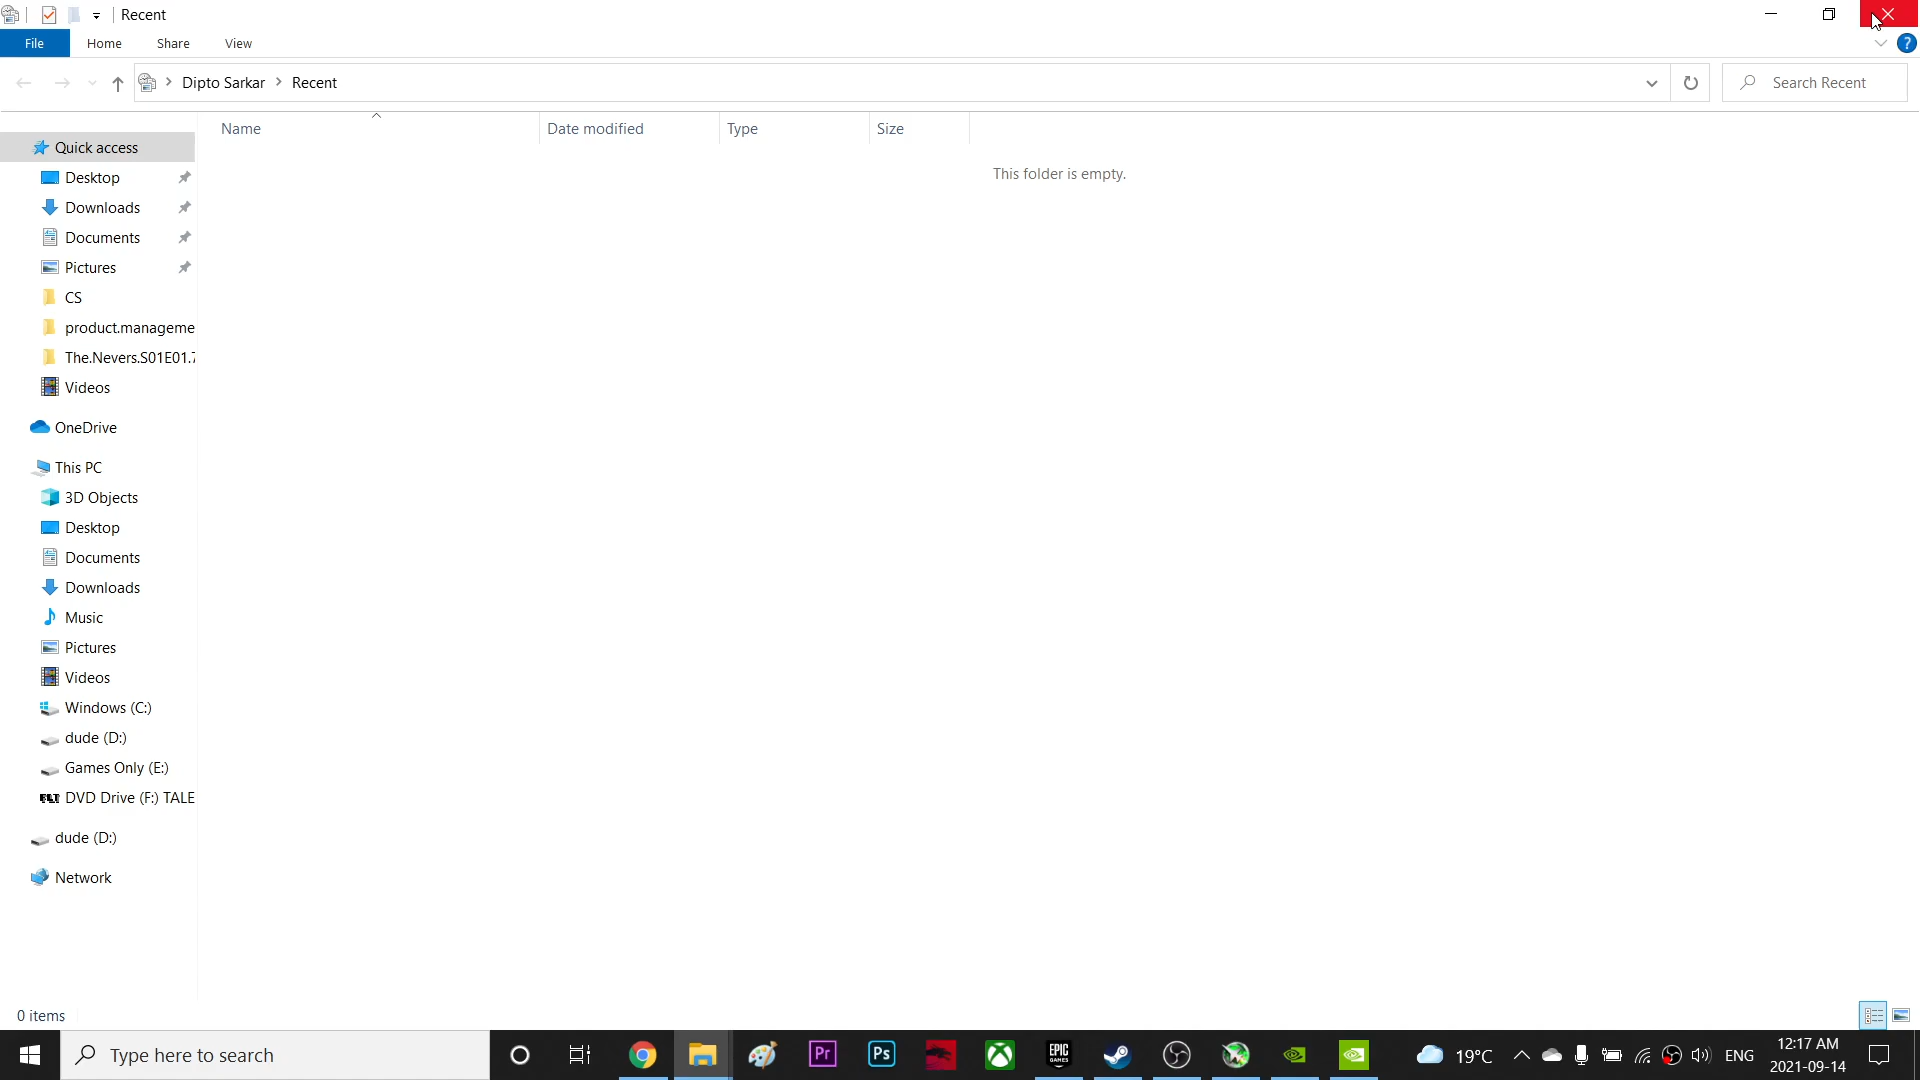 Recent
File Home Share View
Dipto Sarkar Recent
Search Recent
Name Date modified Type Size
This folder is empty.
Quick access
Desktop
Downloads
Documents
Pictures
CS
product.manageme
The.Nevers.S01E01.7
Videos
OneDrive
This PC
3D Objects
Desktop
Documents
Downloads
Music
Pictures
Videos
Windows (C:)
dude (D:)
Games Only (E:)
DVD Drive (F:) TALE
dude (D:)
Network
0 items
Type here to search
Pr
Ps
EPIC
GAMES
19°C
ENG
12:17 AM
2021-09-14